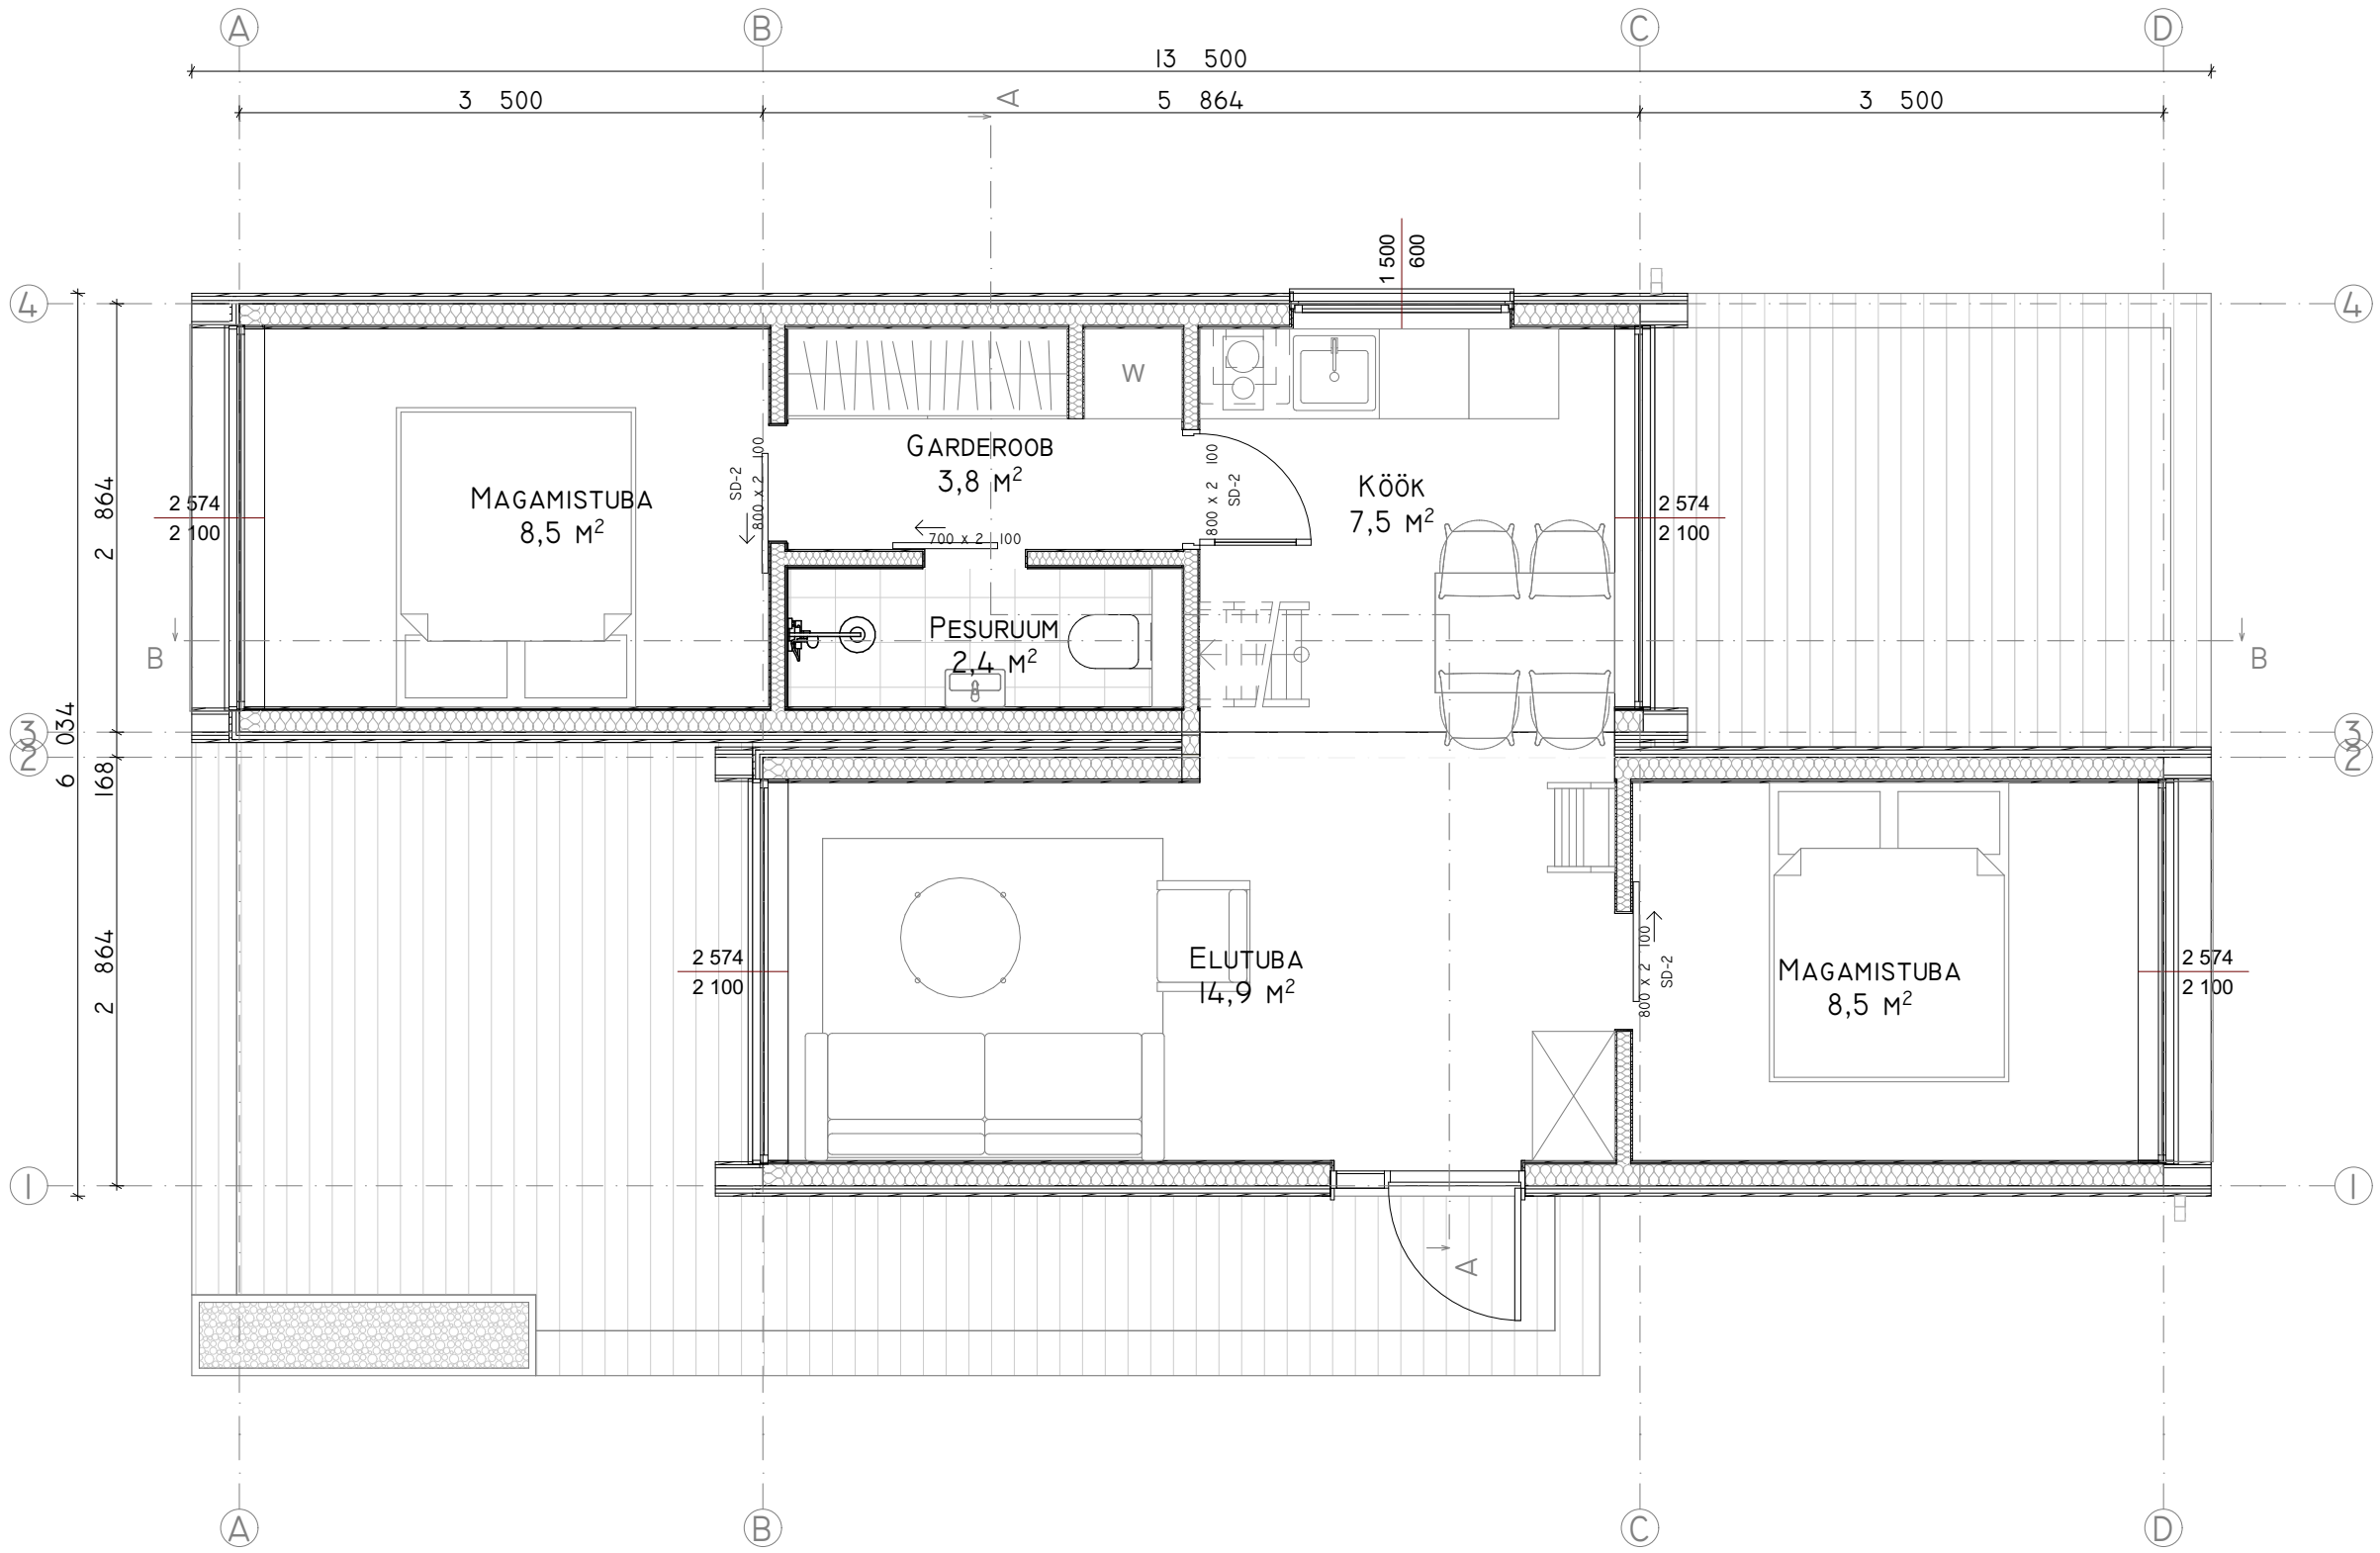 A B C D
13 500
3 500 5 864 3 500
A
1 500
600
4 4
W
GARDEROOB
3,8 M²
KÖÖK
7,5 M²
MAGAMISTUBA
8,5 M²
2 574
2 100
2 574
2 100
SD-2
800 x 2 100
800 x 2 100
SD-2
700 x 2 100
2 864
PESURUUM
2,4 M²
B B
3 3
2 2
6 034
168
2 864
2 574
2 100
ELUTUBA
14,9 M²
800 x 2 100
SD-2
MAGAMISTUBA
8,5 M²
2 574
2 100
1 1
A
A B C D